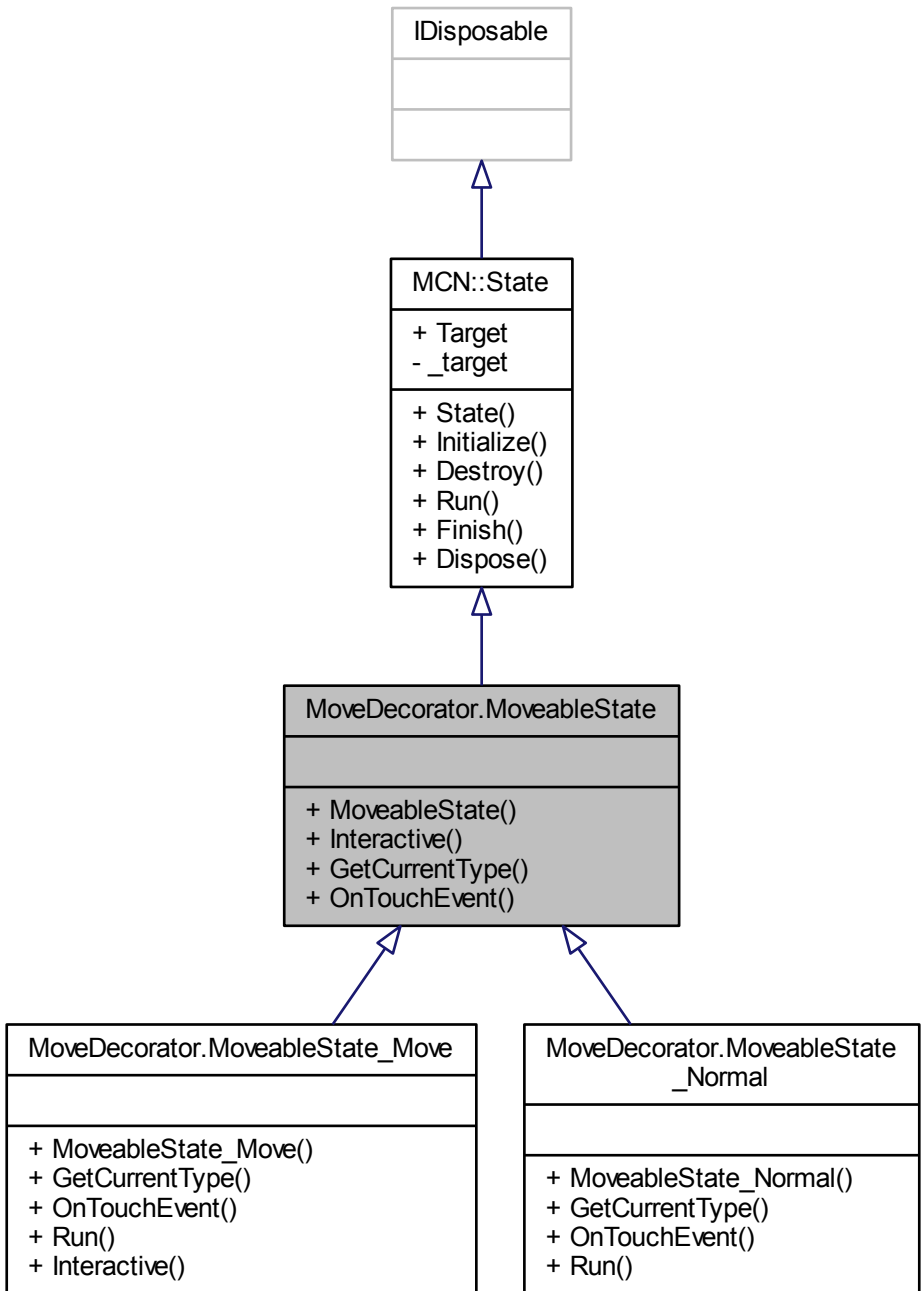 IDisposable
MCN::State
+ Target
- _target
+ State()
+ Initialize()
+ Destroy()
+ Run()
+ Finish()
+ Dispose()
MoveDecorator.MoveableState
+ MoveableState()
+ Interactive()
+ GetCurrentType()
+ OnTouchEvent()
MoveDecorator.MoveableState_Move
+ MoveableState_Move()
+ GetCurrentType()
+ OnTouchEvent()
+ Run()
+ Interactive()
MoveDecorator.MoveableState
_Normal
+ MoveableState_Normal()
+ GetCurrentType()
+ OnTouchEvent()
+ Run()